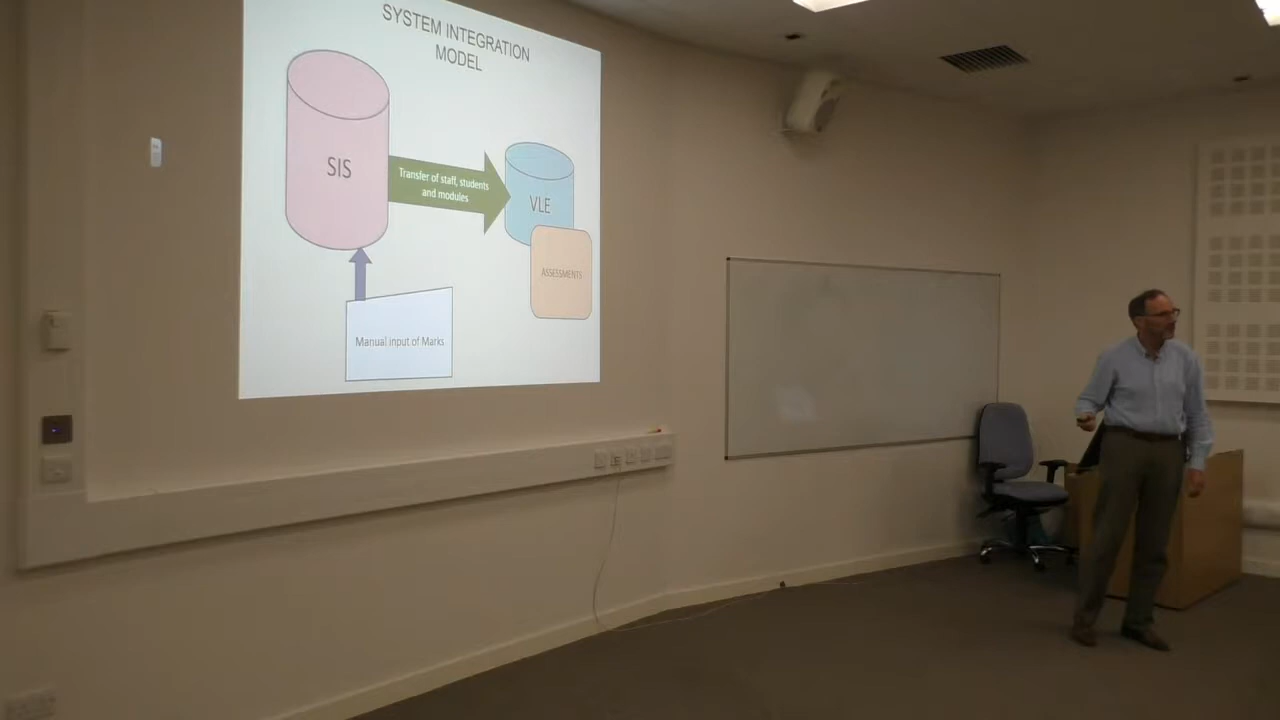 SYSTEM INTEGRATION
MODEL
SIS
Transfer of staff, students
and modules
VLE
ASSESSMENTS
Manual input of Marks